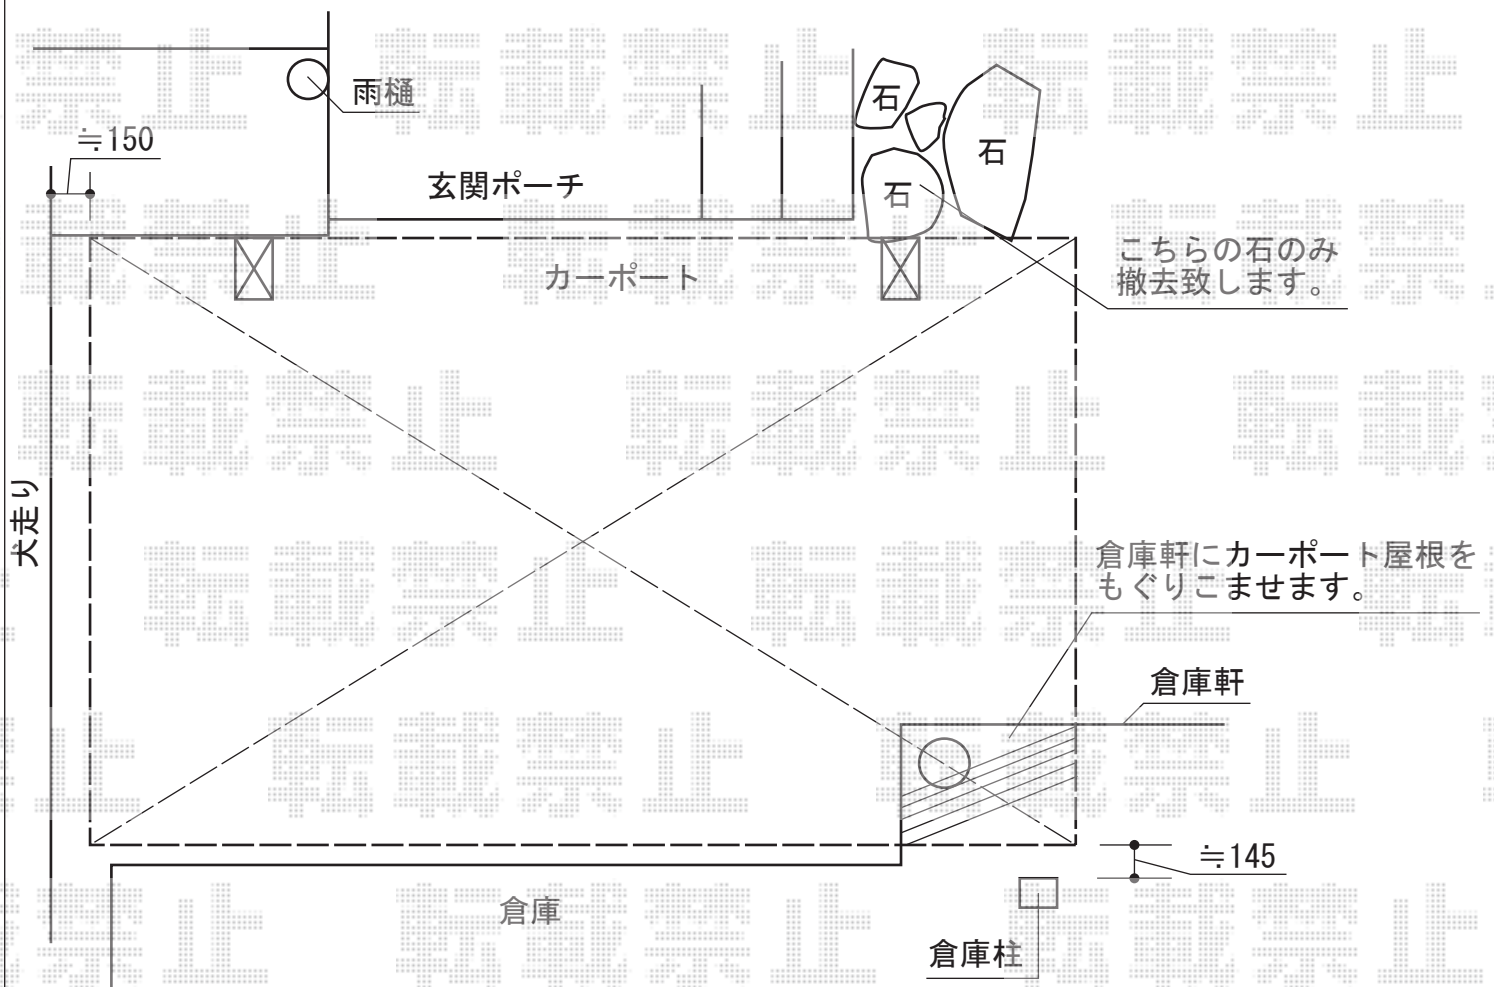 雨樋
≒150
玄関ポーチ
石
石
石
こちらの石のみ
撤去致します。
カーポート
犬走り
倉庫軒にカーポート屋根を
もぐりこませます。
倉庫軒
≒145
倉庫
倉庫柱
転載禁止